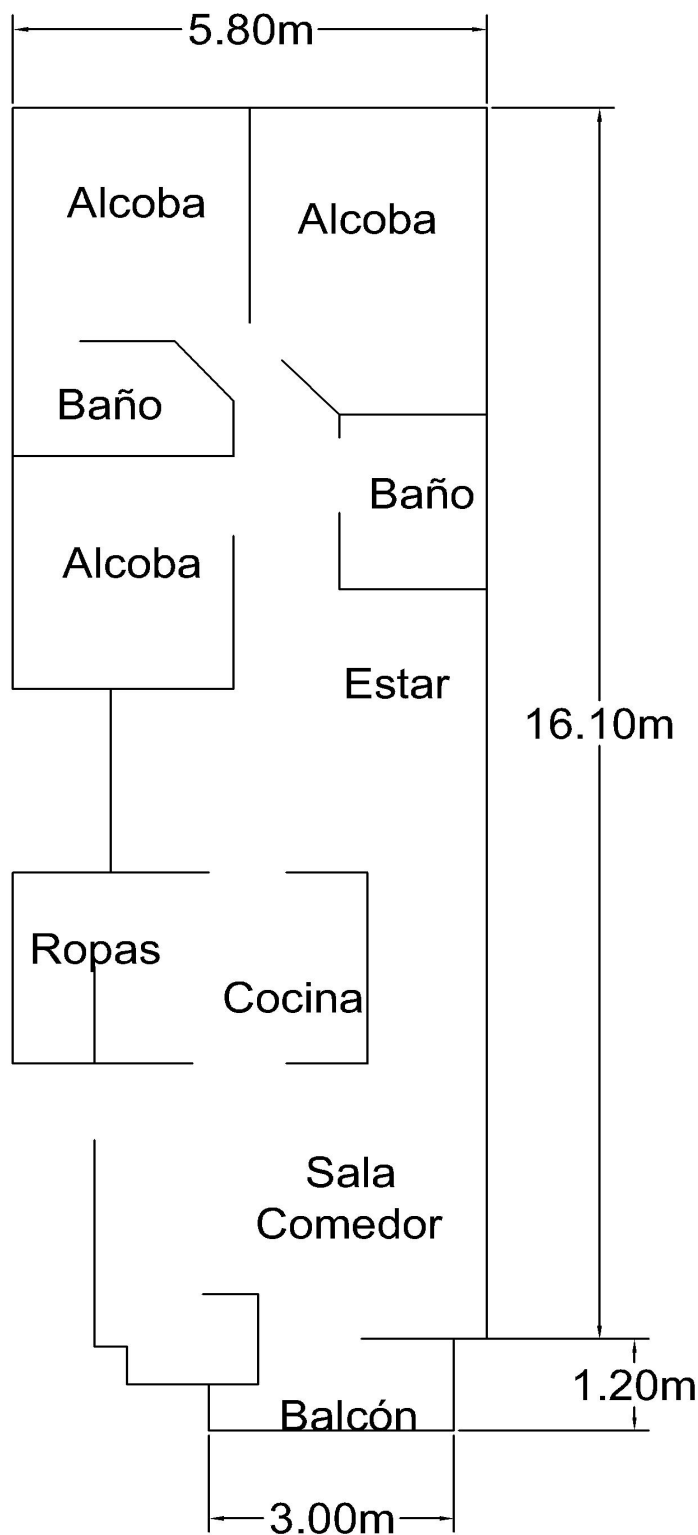 5.80m
Alcoba
Alcoba
Baño
Baño
Alcoba
Estar
16.10m
Ropas
Cocina
Sala
Comedor
1.20m
Balcón
3.00m